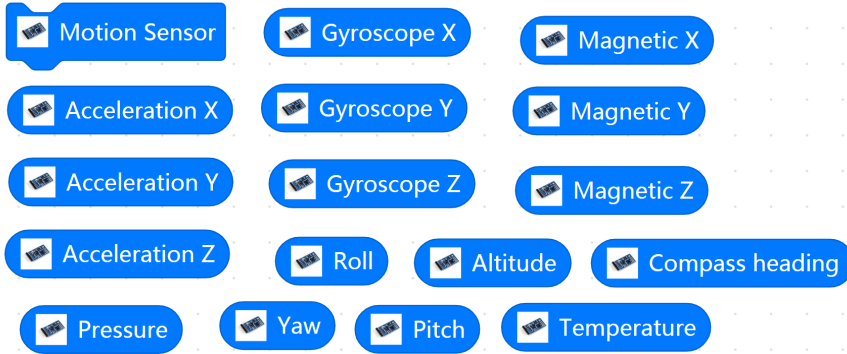 Motion Sensor
Gyroscope X
Magnetic X
Acceleration X
Gyroscope Y
Magnetic Y
Acceleration Y
Gyroscope Z
Magnetic Z
Acceleration Z
Roll
Altitude
Compass heading
Pressure
Yaw
Pitch
Temperature